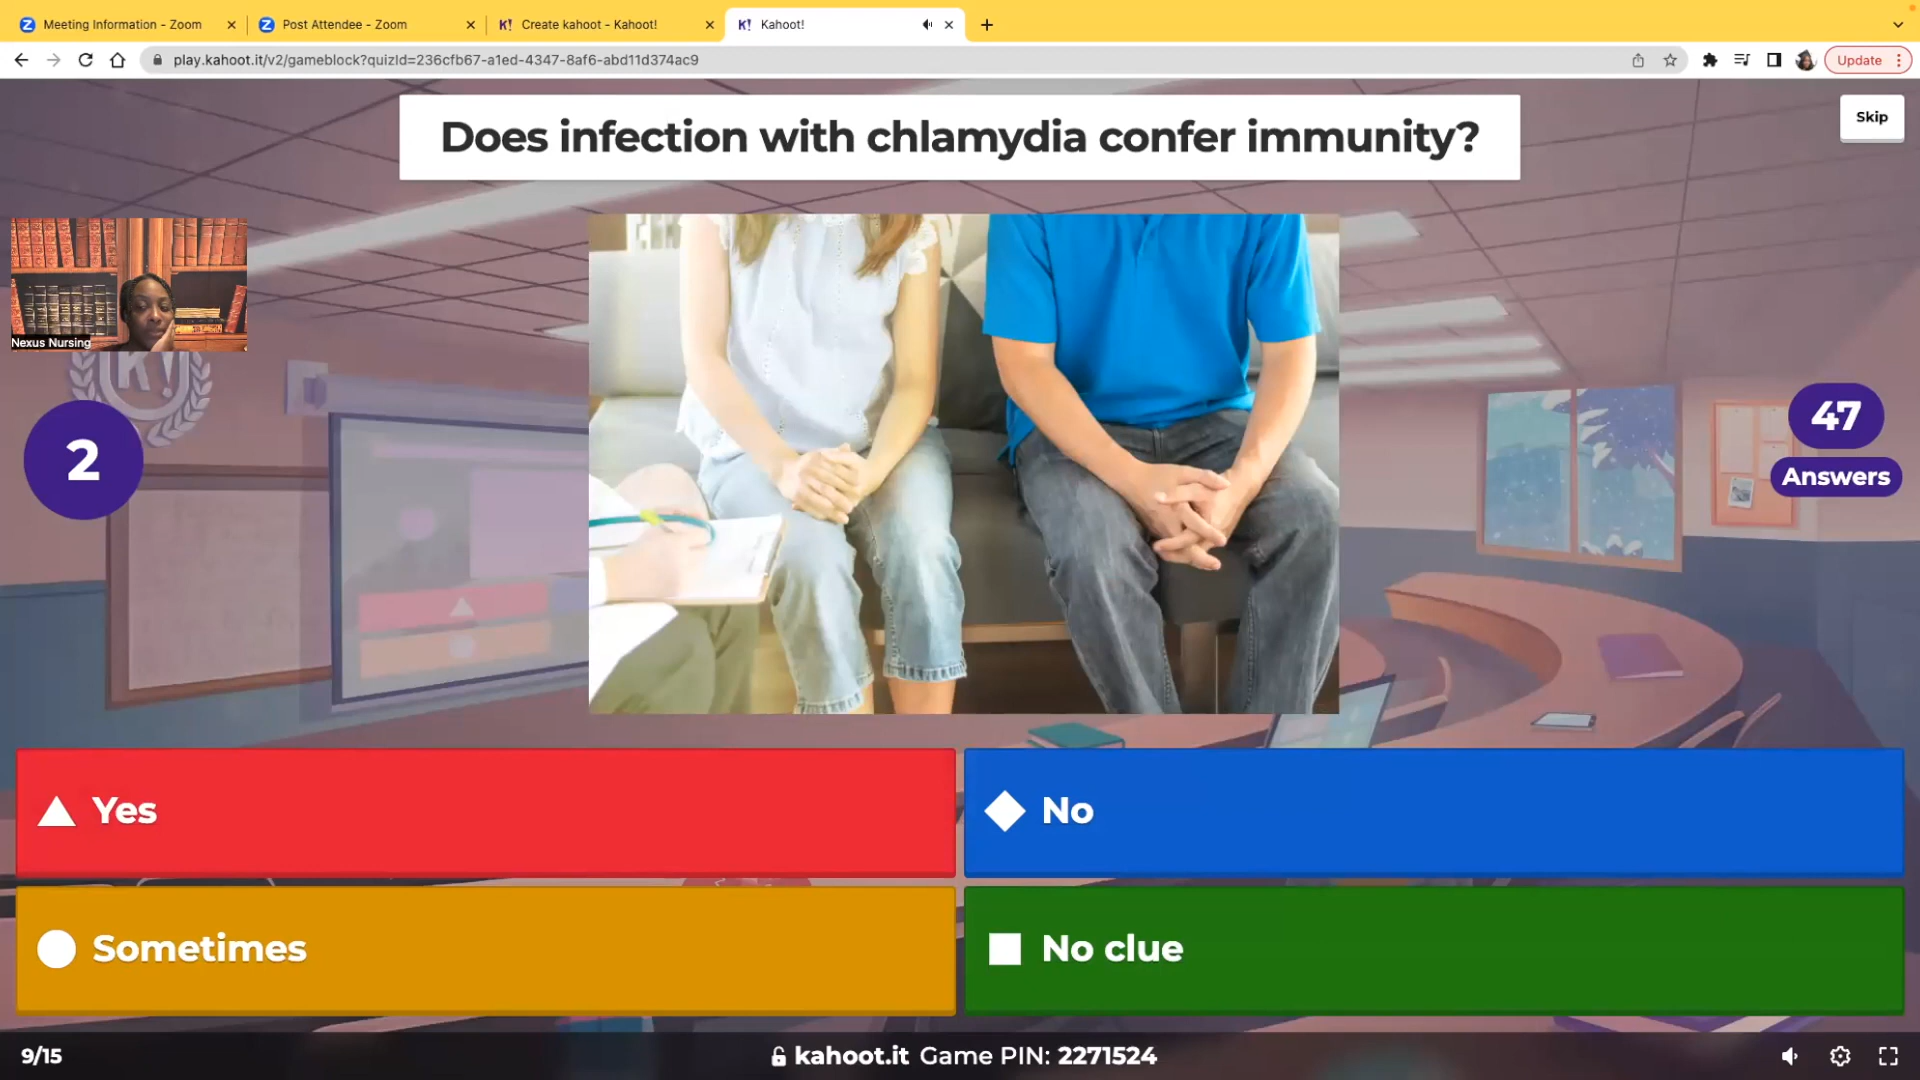 Meeting Information - Zoom
Post Attendee - Zoom
K! Create kahoot - Kahoot!
K! Kahoot!
play.kahoot.it/v2/gameblock?quizId=236cfb67-a1ed-4347-8af6-abd11d374ac9
Update
Does infection with chlamydia confer immunity?
Skip
Nexus Nursing
K!
2
47
Answers
Yes
No
Sometimes
No clue
9/15
kahoot.it Game PIN: 2271524